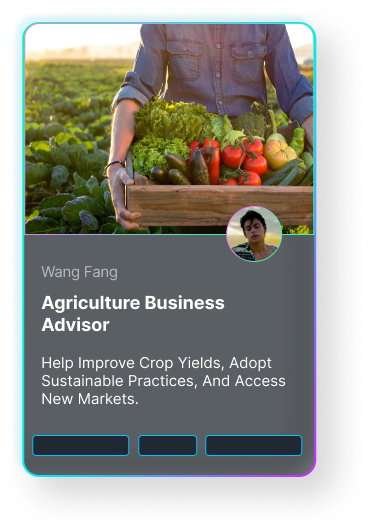 Wang Fang
Agriculture Business
Advisor
Help Improve Crop Yields, Adopt
Sustainable Practices, And Access
New Markets.